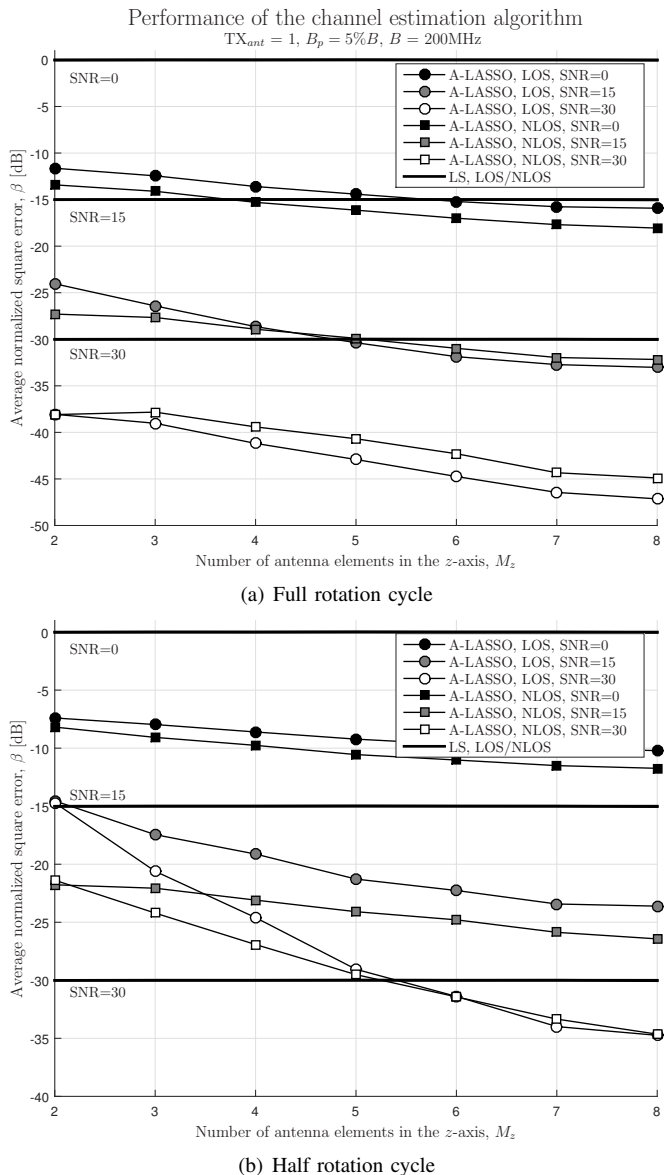 Performance of the channel estimation algorithm
TX_ant = 1, B_p = 5%B, B = 200MHz
Average normalized square error, β [dB]
0
-5
-10
-15
-20
-25
-30
-35
-40
-45
-50
SNR=0
SNR=15
SNR=30
A-LASSO, LOS, SNR=0
A-LASSO, LOS, SNR=15
A-LASSO, LOS, SNR=30
A-LASSO, NLOS, SNR=0
A-LASSO, NLOS, SNR=15
A-LASSO, NLOS, SNR=30
LS, LOS/NLOS
2 3 4 5 6 7 8
Number of antenna elements in the z-axis, M_z
(a) Full rotation cycle
Average normalized square error, β [dB]
0
-5
-10
-15
-20
-25
-30
-35
-40
SNR=0
SNR=15
SNR=30
A-LASSO, LOS, SNR=0
A-LASSO, LOS, SNR=15
A-LASSO, LOS, SNR=30
A-LASSO, NLOS, SNR=0
A-LASSO, NLOS, SNR=15
A-LASSO, NLOS, SNR=30
LS, LOS/NLOS
2 3 4 5 6 7 8
Number of antenna elements in the z-axis, M_z
(b) Half rotation cycle